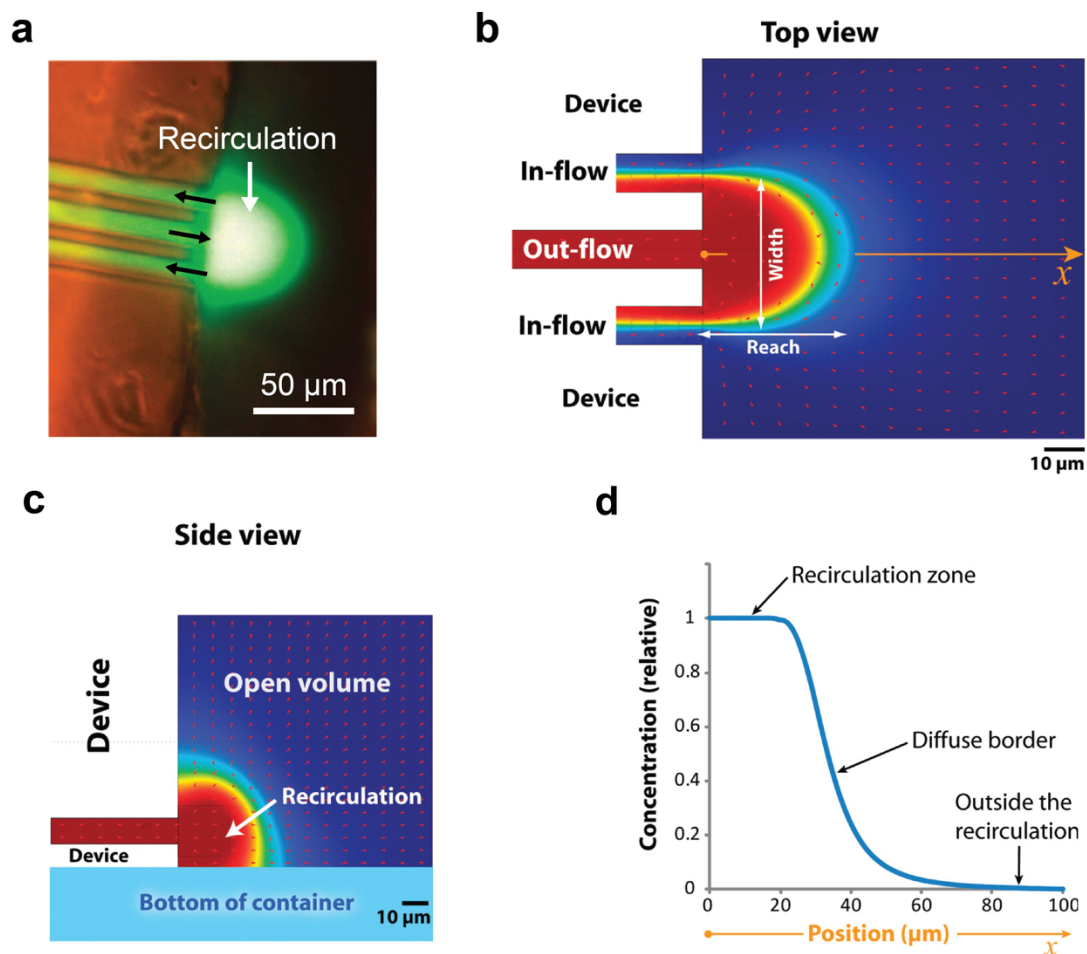 a
Recirculation
50 μm
b
Top view
Device
In-flow
Out-flow
In-flow
Device
Width
Reach
x
10 μm
c
Side view
Device
Open volume
Recirculation
Device
Bottom of container
10 μm
d
Concentration (relative)
1
0.8
0.6
0.4
0.2
0
Recirculation zone
Diffuse border
Outside the
recirculation
0 20 40 60 80 100
Position (μm)
x